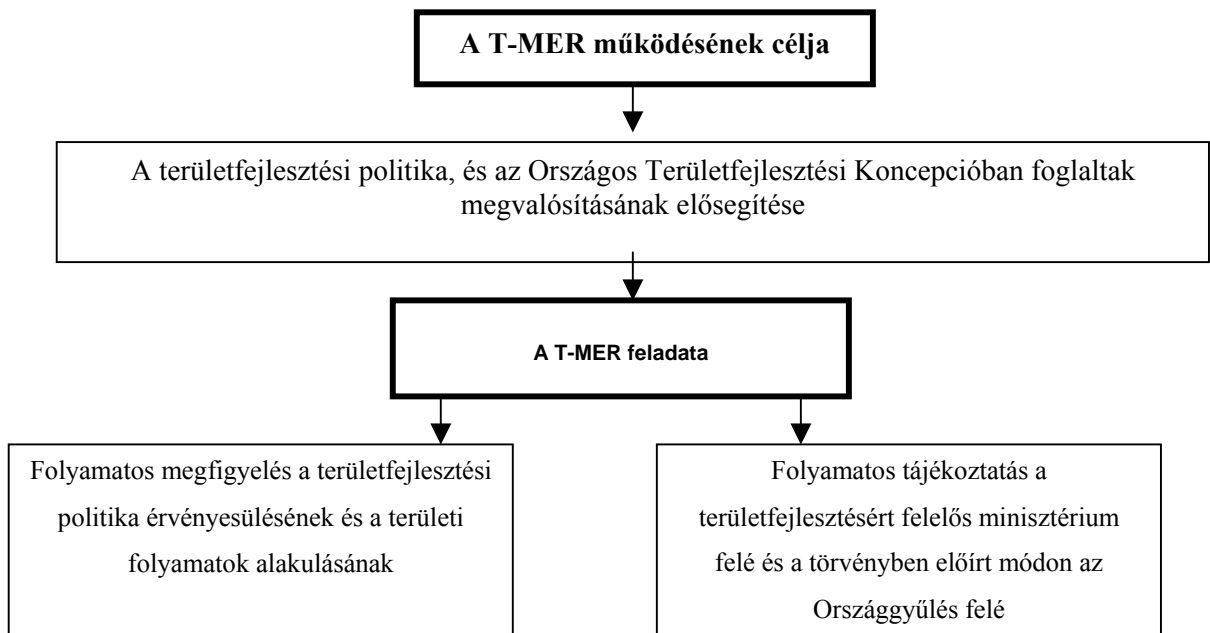 A T-MER működésének célja
A területfejlesztési politika, és az Országos Területfejlesztési Koncepcióban foglaltak
megvalósításának elősegítése
A T-MER feladata
Folyamatos megfigyelés a területfejlesztési
politika érvényesülésének és a területi
folyamatok alakulásának
Folyamatos tájékoztatás a
területfejlesztésért felelős minisztérium
felé és a törvényben előírt módon az
Országgyűlés felé